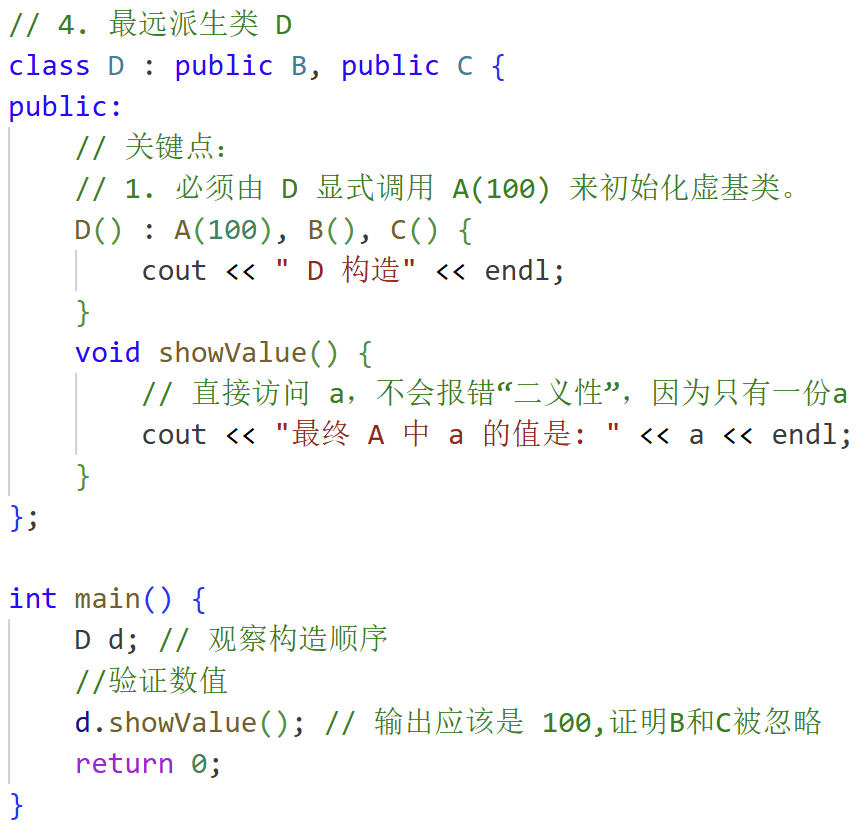 // 4. 最远派生类 D
class D : public B, public C {
public:
    // 关键点：
    // 1. 必须由 D 显式调用 A(100) 来初始化虚基类。
    D() : A(100), B(), C() {
        cout << " D 构造" << endl;
    }
    void showValue() {
        // 直接访问 a，不会报错“二义性”，因为只有一份a
        cout << "最终 A 中 a 的值是: " << a << endl;
    }
};

int main() {
    D d; // 观察构造顺序
    //验证数值
    d.showValue(); // 输出应该是 100,证明B和C被忽略
    return 0;
}